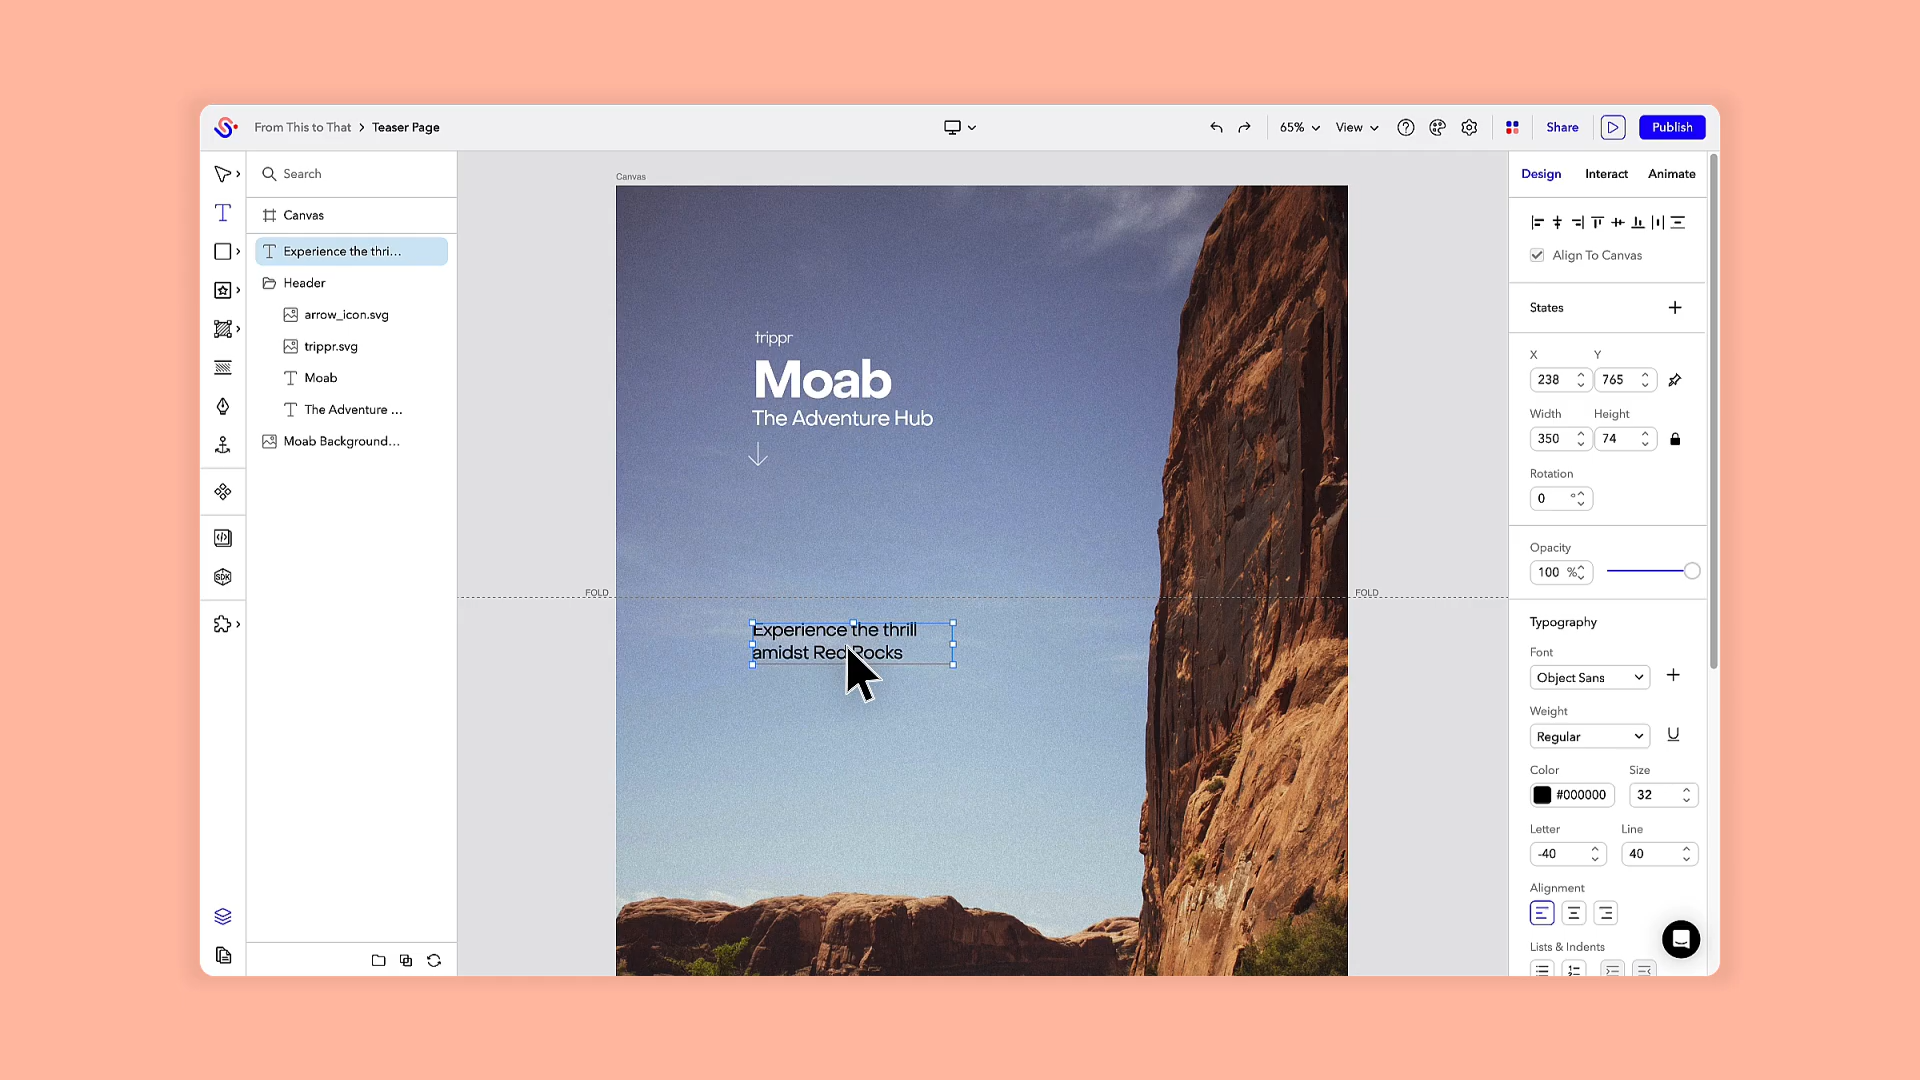 From This to That > Teaser Page
65%
View
Share
Publish
Search
Canvas
Experience the thri...
Header
arrow_icon.svg
trippr.svg
Moab
The Adventure ...
Moab Background...
SDK
Canvas
trippr
Moab
The Adventure Hub
FOLD
FOLD
Experience the thrill
amidst Red Rocks
Design
Interact
Animate
Align To Canvas
States
X
Y
238
765
Width
Height
350
74
Rotation
0 °
Opacity
100 %
Typography
Font
Object Sans
Weight
Regular
Color
Size
#000000
32
Letter
Line
-40
40
Alignment
Lists & Indents